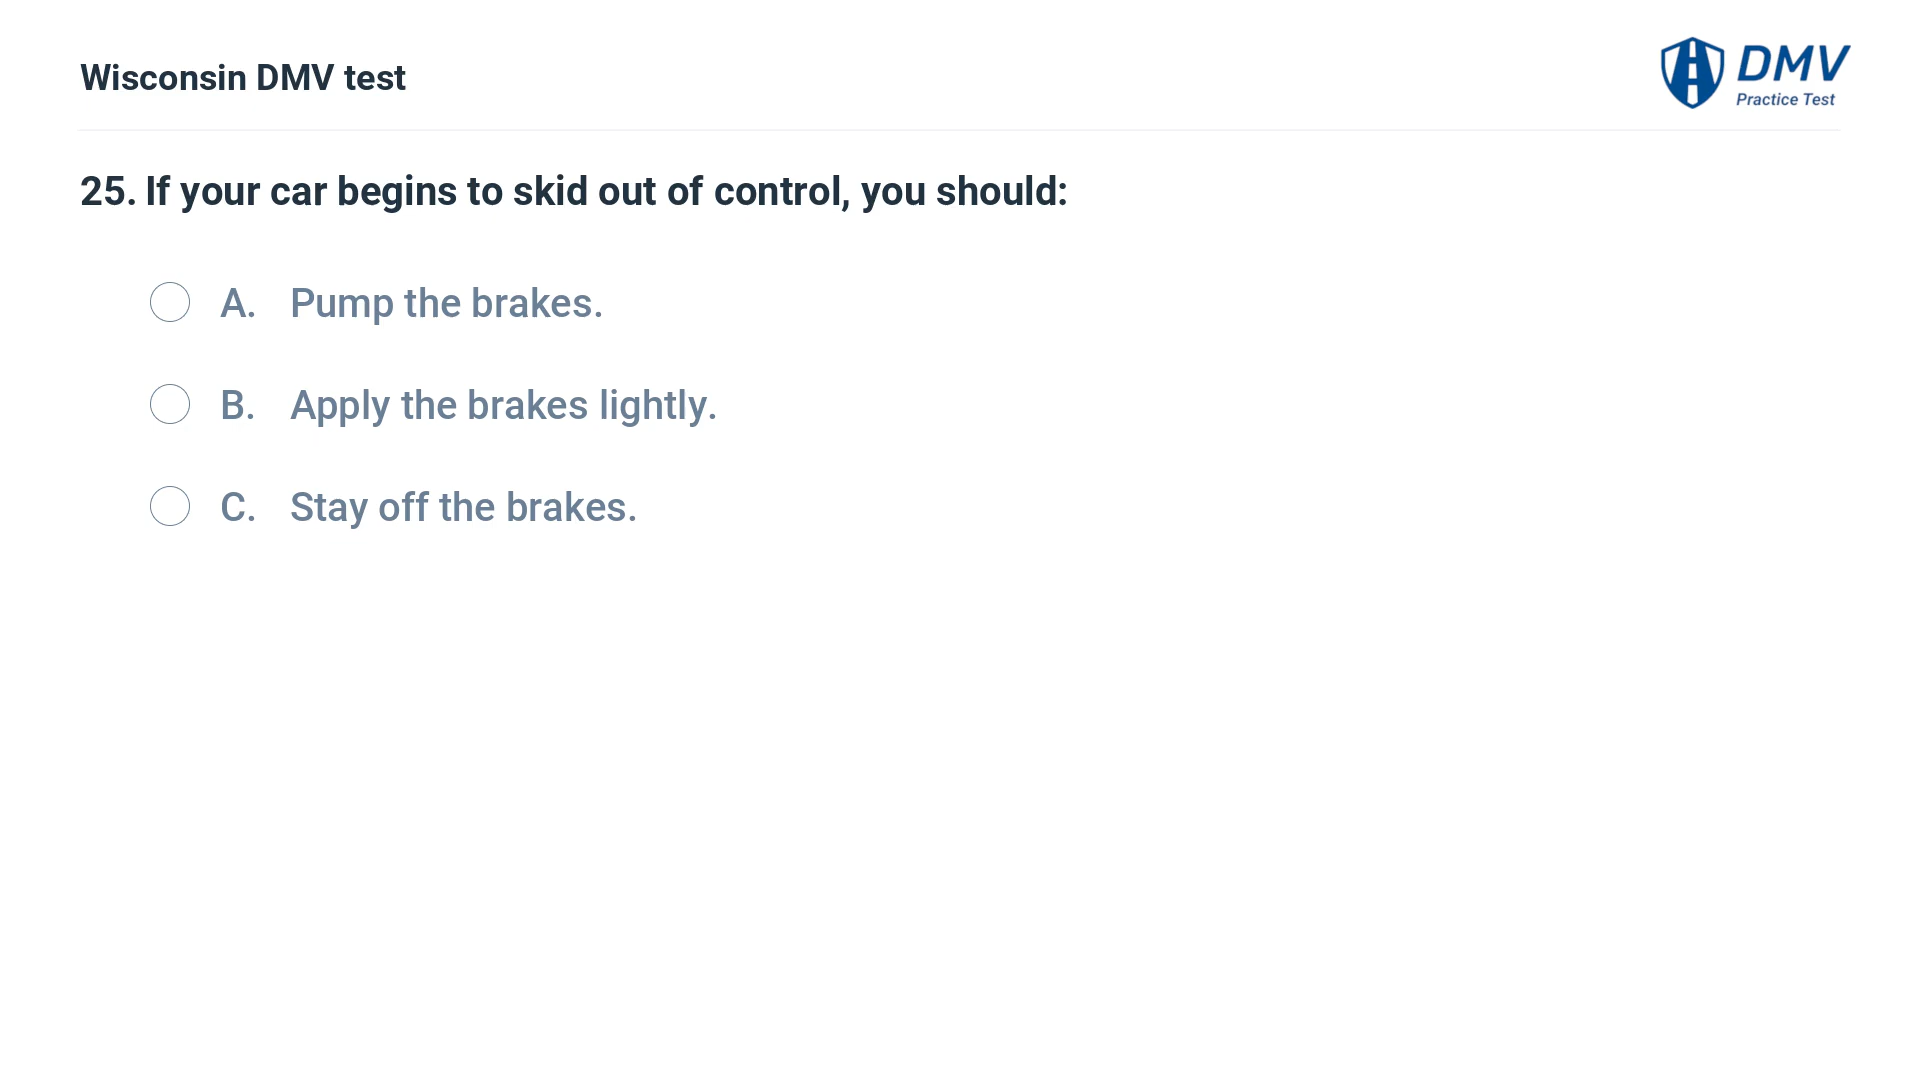 Wisconsin DMV test
DMV
Practice Test
25. If your car begins to skid out of control, you should:
A. Pump the brakes.
B. Apply the brakes lightly.
C. Stay off the brakes.